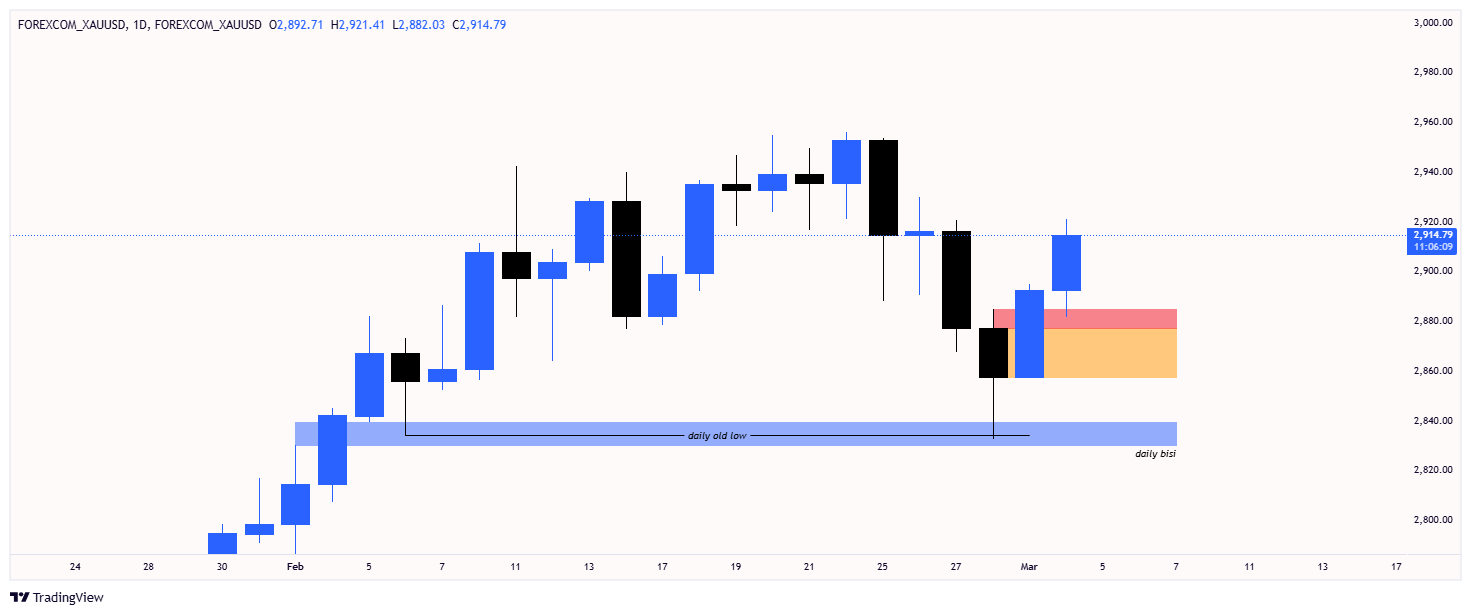 FOREXCOM_XAUUSD, 1D, FOREXCOM_XAUUSD O2,892.71 H2,921.41 L2,882.03 C2,914.79
3,000.00
2,980.00
2,960.00
2,940.00
2,920.00
2,914.79
11:06:09
2,900.00
2,880.00
2,860.00
2,840.00
daily old low
daily bisi
2,820.00
2,800.00
24 28 30 Feb 5 7 11 13 17 19 21 25 27 Mar 5 7 11 13 17
TradingView